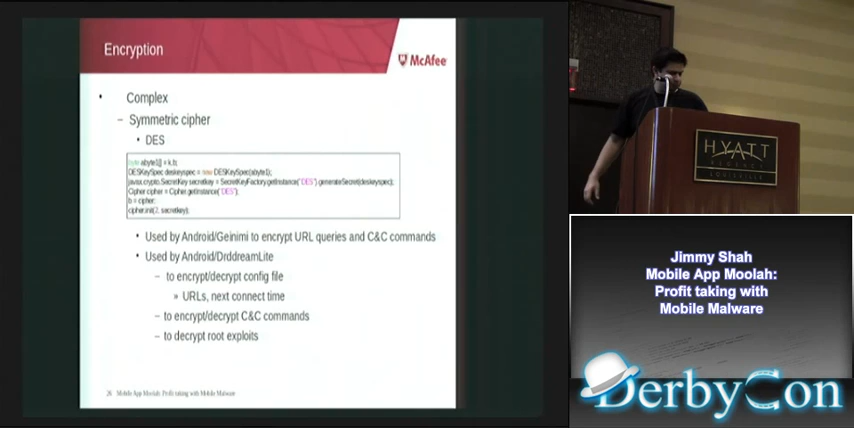 Encryption
McAfee
• Complex
– Symmetric cipher
• DES
byte abyte1[] = k.b;
DESKeySpec deskeyspec = new DESKeySpec(abyte1);
javax.crypto.SecretKey secretkey = SecretKeyFactory.getInstance("DES").generateSecret(deskeyspec);
Cipher cipher = Cipher.getInstance("DES");
b = cipher;
cipher.init(2, secretkey);
• Used by Android/Geinimi to encrypt URL queries and C&C commands
• Used by Android/DrddreamLite
– to encrypt/decrypt config file
» URLs, next connect time
– to encrypt/decrypt C&C commands
– to decrypt root exploits
26 Mobile App Moolah: Profit taking with Mobile Malware
HYATT
REGENCY
LOUISVILLE
Jimmy Shah
Mobile App Moolah:
Profit taking with
Mobile Malware
DerbyCon